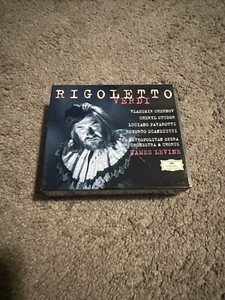 RIGOLETTO
VERDI
VLADIMIR CHERNOV
CHERYL STUDER
LUCIANO PAVAROTTI
ROBERTO SCANDIUZZI
METROPOLITAN OPERA
ORCHESTRA & CHORUS
JAMES LEVINE